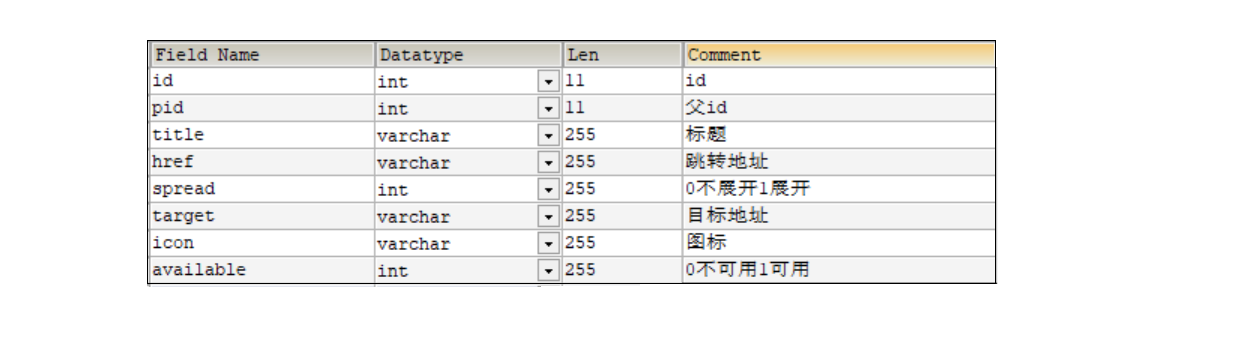 Field Name Datatype Len Comment
id int 11 id
pid int 11 父id
title varchar 255 标题
href varchar 255 跳转地址
spread int 255 0不展开1展开
target varchar 255 目标地址
icon varchar 255 图标
available int 255 0不可用1可用